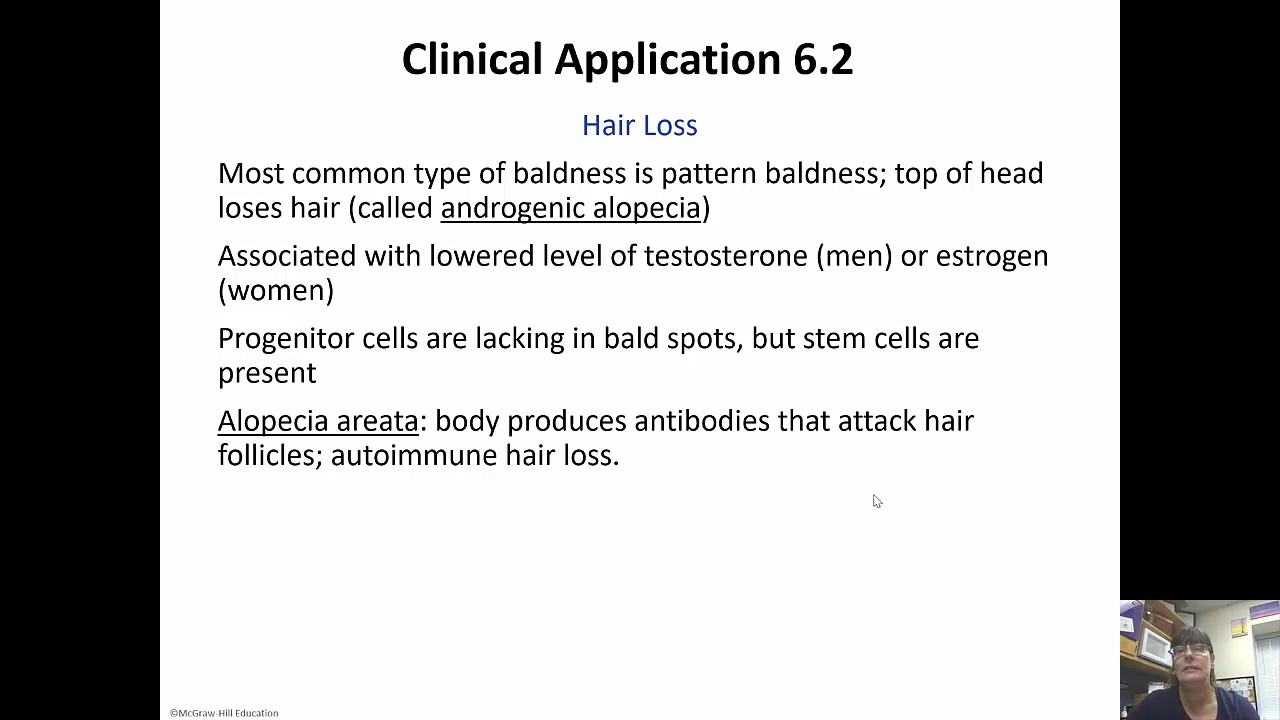 Clinical Application 6.2
Hair Loss
Most common type of baldness is pattern baldness; top of head
loses hair (called androgenic alopecia)
Associated with lowered level of testosterone (men) or estrogen
(women)
Progenitor cells are lacking in bald spots, but stem cells are
present
Alopecia areata: body produces antibodies that attack hair
follicles; autoimmune hair loss.
©McGraw-Hill Education